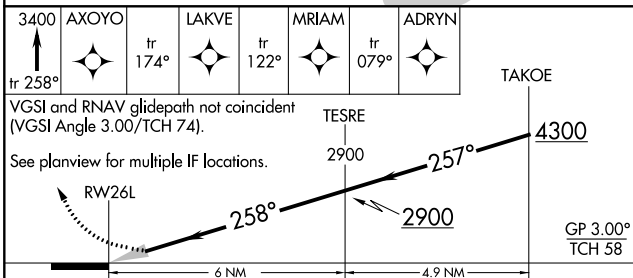 3400
tr 258°
AXOYO
tr
174°
LAKVE
tr
122°
MRIAM
tr
079°
ADRYN
VGSI and RNAV glidepath not coincident
(VGSI Angle 3.00/TCH 74).
See planview for multiple IF locations.
TAKOE
TESRE
2900
4300
257°
RW26L
258°
2900
GP 3.00°
TCH 58
6 NM
4.9 NM